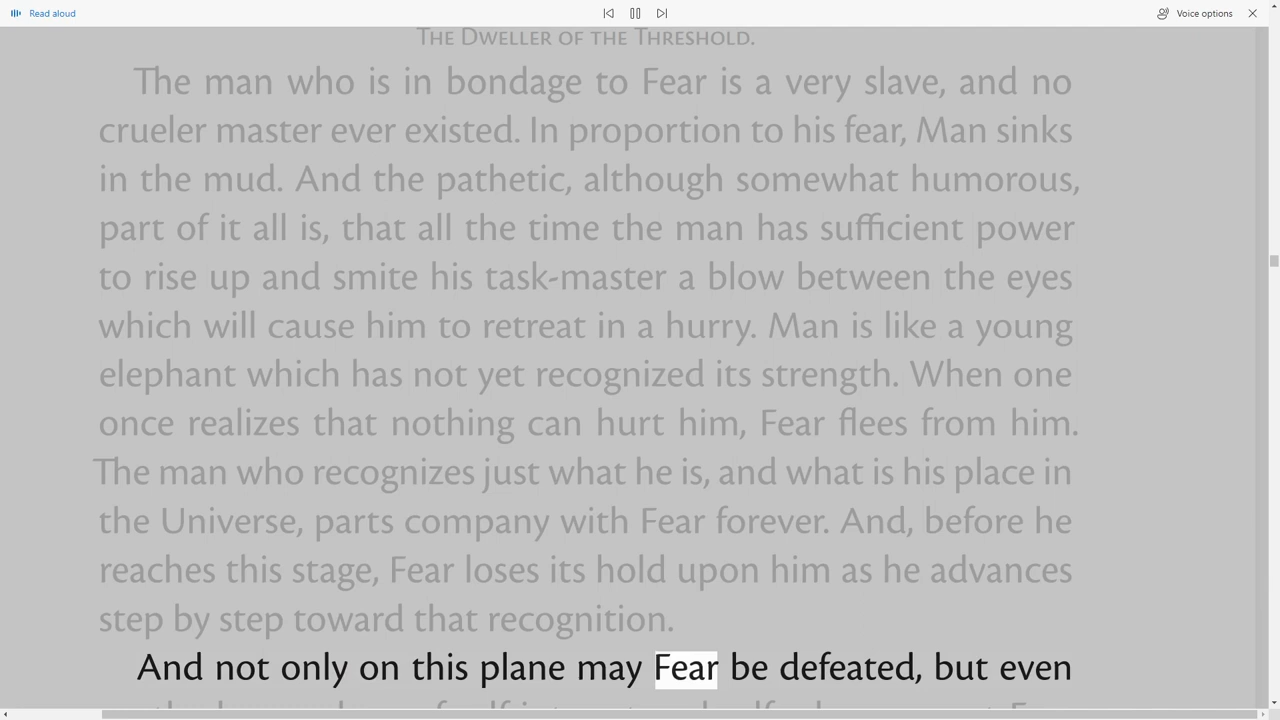 Read aloud
Voice options
The Dweller of the Threshold.
The man who is in bondage to Fear is a very slave, and no
crueler master ever existed. In proportion to his fear, Man sinks
in the mud. And the pathetic, although somewhat humorous,
part of it all is, that all the time the man has sufficient power
to rise up and smite his task-master a blow between the eyes
which will cause him to retreat in a hurry. Man is like a young
elephant which has not yet recognized its strength. When one
once realizes that nothing can hurt him, Fear flees from him.
The man who recognizes just what he is, and what is his place in
the Universe, parts company with Fear forever. And, before he
reaches this stage, Fear loses its hold upon him as he advances
step by step toward that recognition.
And not only on this plane may Fear be defeated, but even